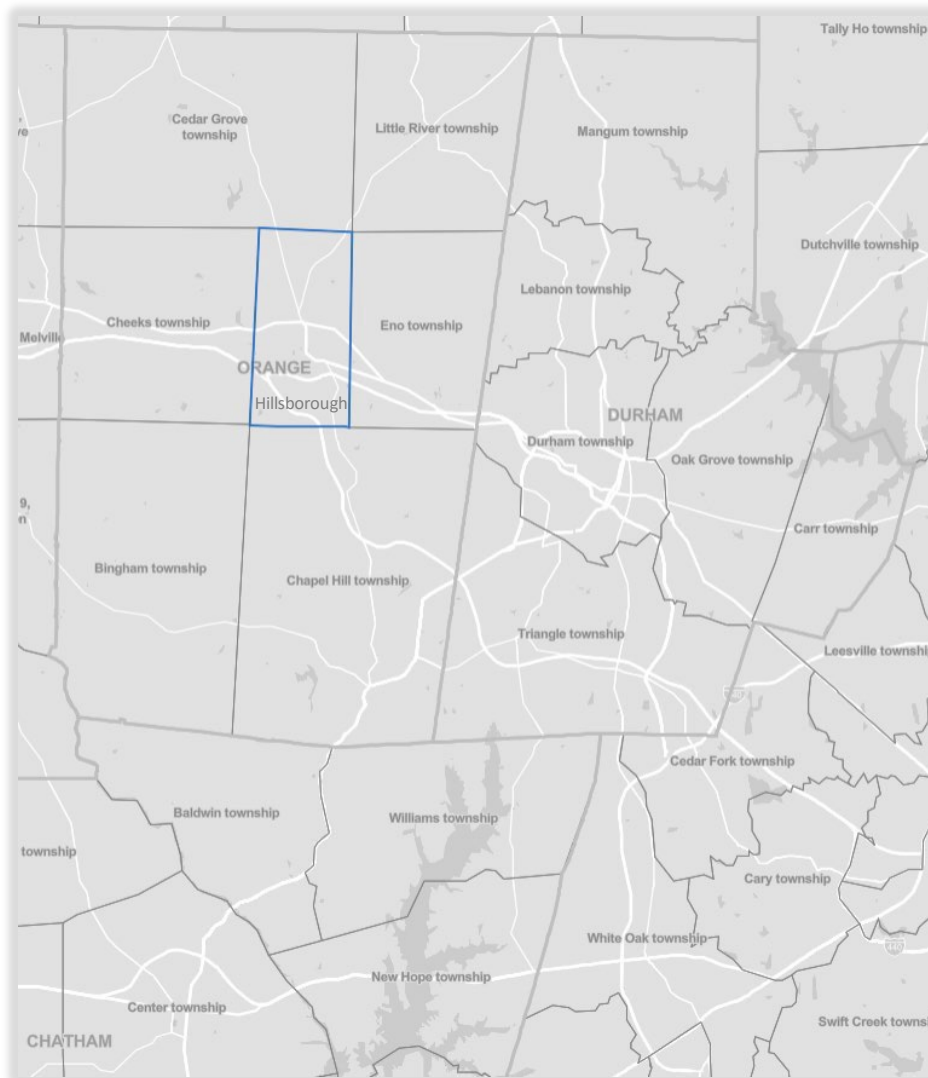 Tally Ho township
Cedar Grove
township
Little River township
Mangum township
Dutchville township
Lebanon township
Cheeks township
Eno township
Melville
ORANGE
Hillsborough
DURHAM
Durham township
Oak Grove township
9,
n
Carr township
Bingham township
Chapel Hill township
Triangle township
Leesville townshi
Cedar Fork township
Baldwin township
Williams township
township
Cary township
White Oak township
440
New Hope township
Center township
Swift Creek towns
CHATHAM